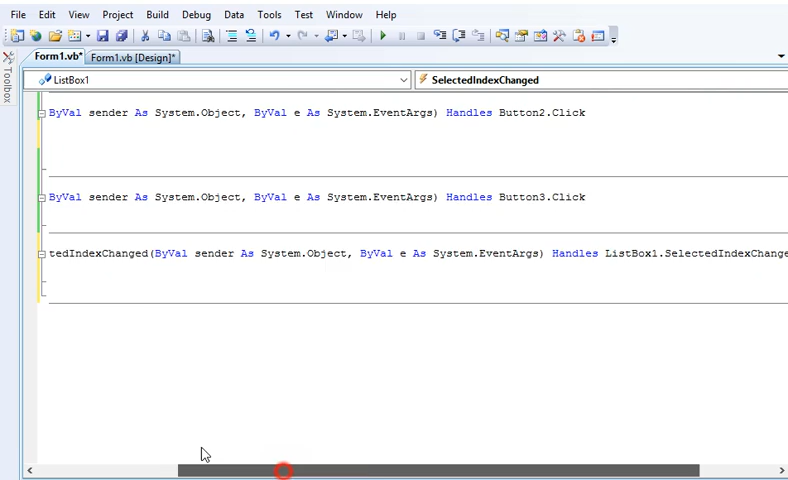 File Edit View Project Build Debug Data Tools Test Window Help
Form1.vb* Form1.vb [Design]*
Toolbox
ListBox1 SelectedIndexChanged
ByVal sender As System.Object, ByVal e As System.EventArgs) Handles Button2.Click
ByVal sender As System.Object, ByVal e As System.EventArgs) Handles Button3.Click
tedIndexChanged(ByVal sender As System.Object, ByVal e As System.EventArgs) Handles ListBox1.SelectedIndexChange